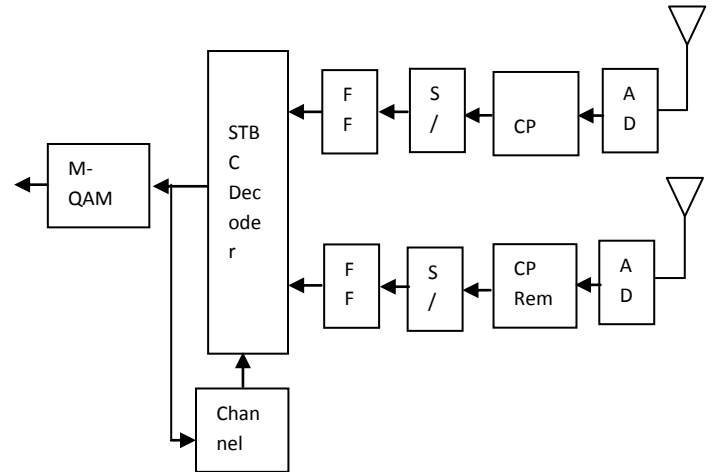 F
F
S
/
CP
A
D
STB
C
Dec
ode
r
M-
QAM
F
F
S
/
CP
Rem
A
D
Chan
nel